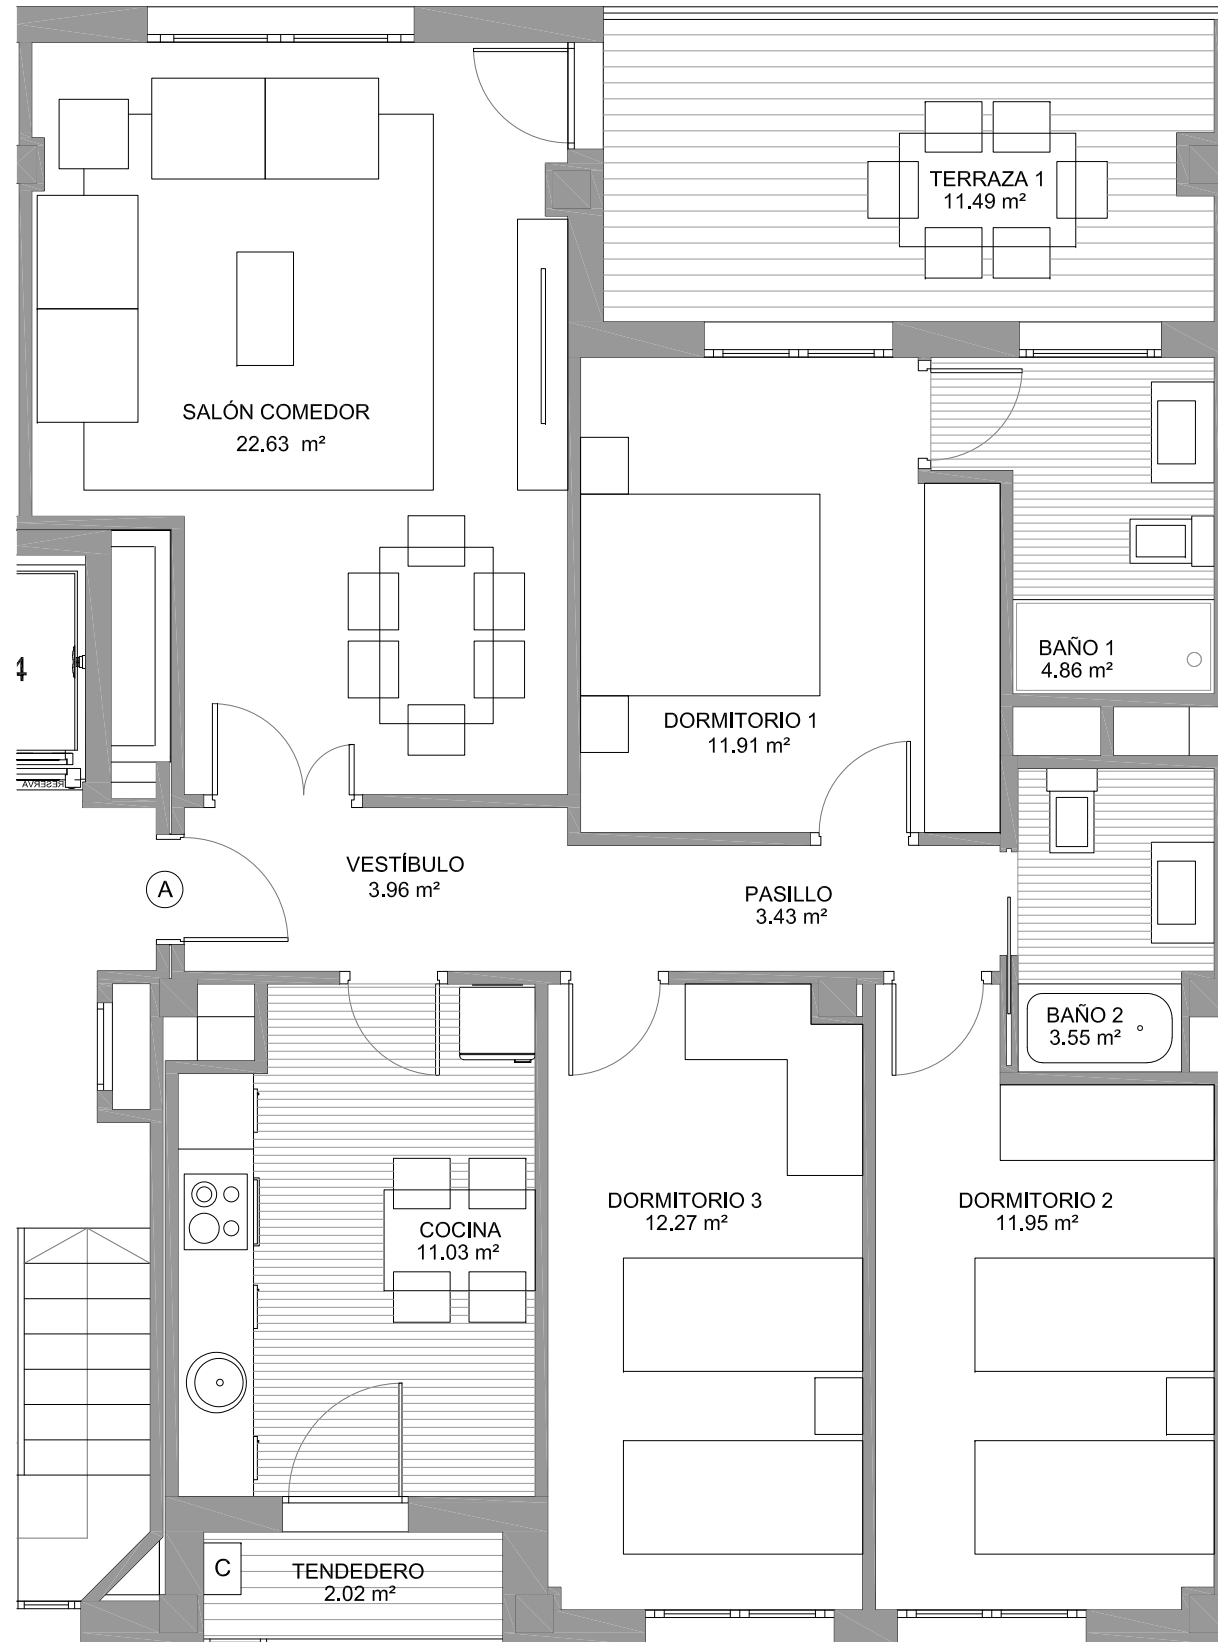 TERRAZA 1
11.49 m²
SALÓN COMEDOR
22.63 m²
BAÑO 1
4.86 m²
4
DORMITORIO 1
11.91 m²
RESERVA
VESTÍBULO
3.96 m²
A
PASILLO
3.43 m²
BAÑO 2
3.55 m²
DORMITORIO 3
12.27 m²
DORMITORIO 2
11.95 m²
COCINA
11.03 m²
C
TENDEDERO
2.02 m²